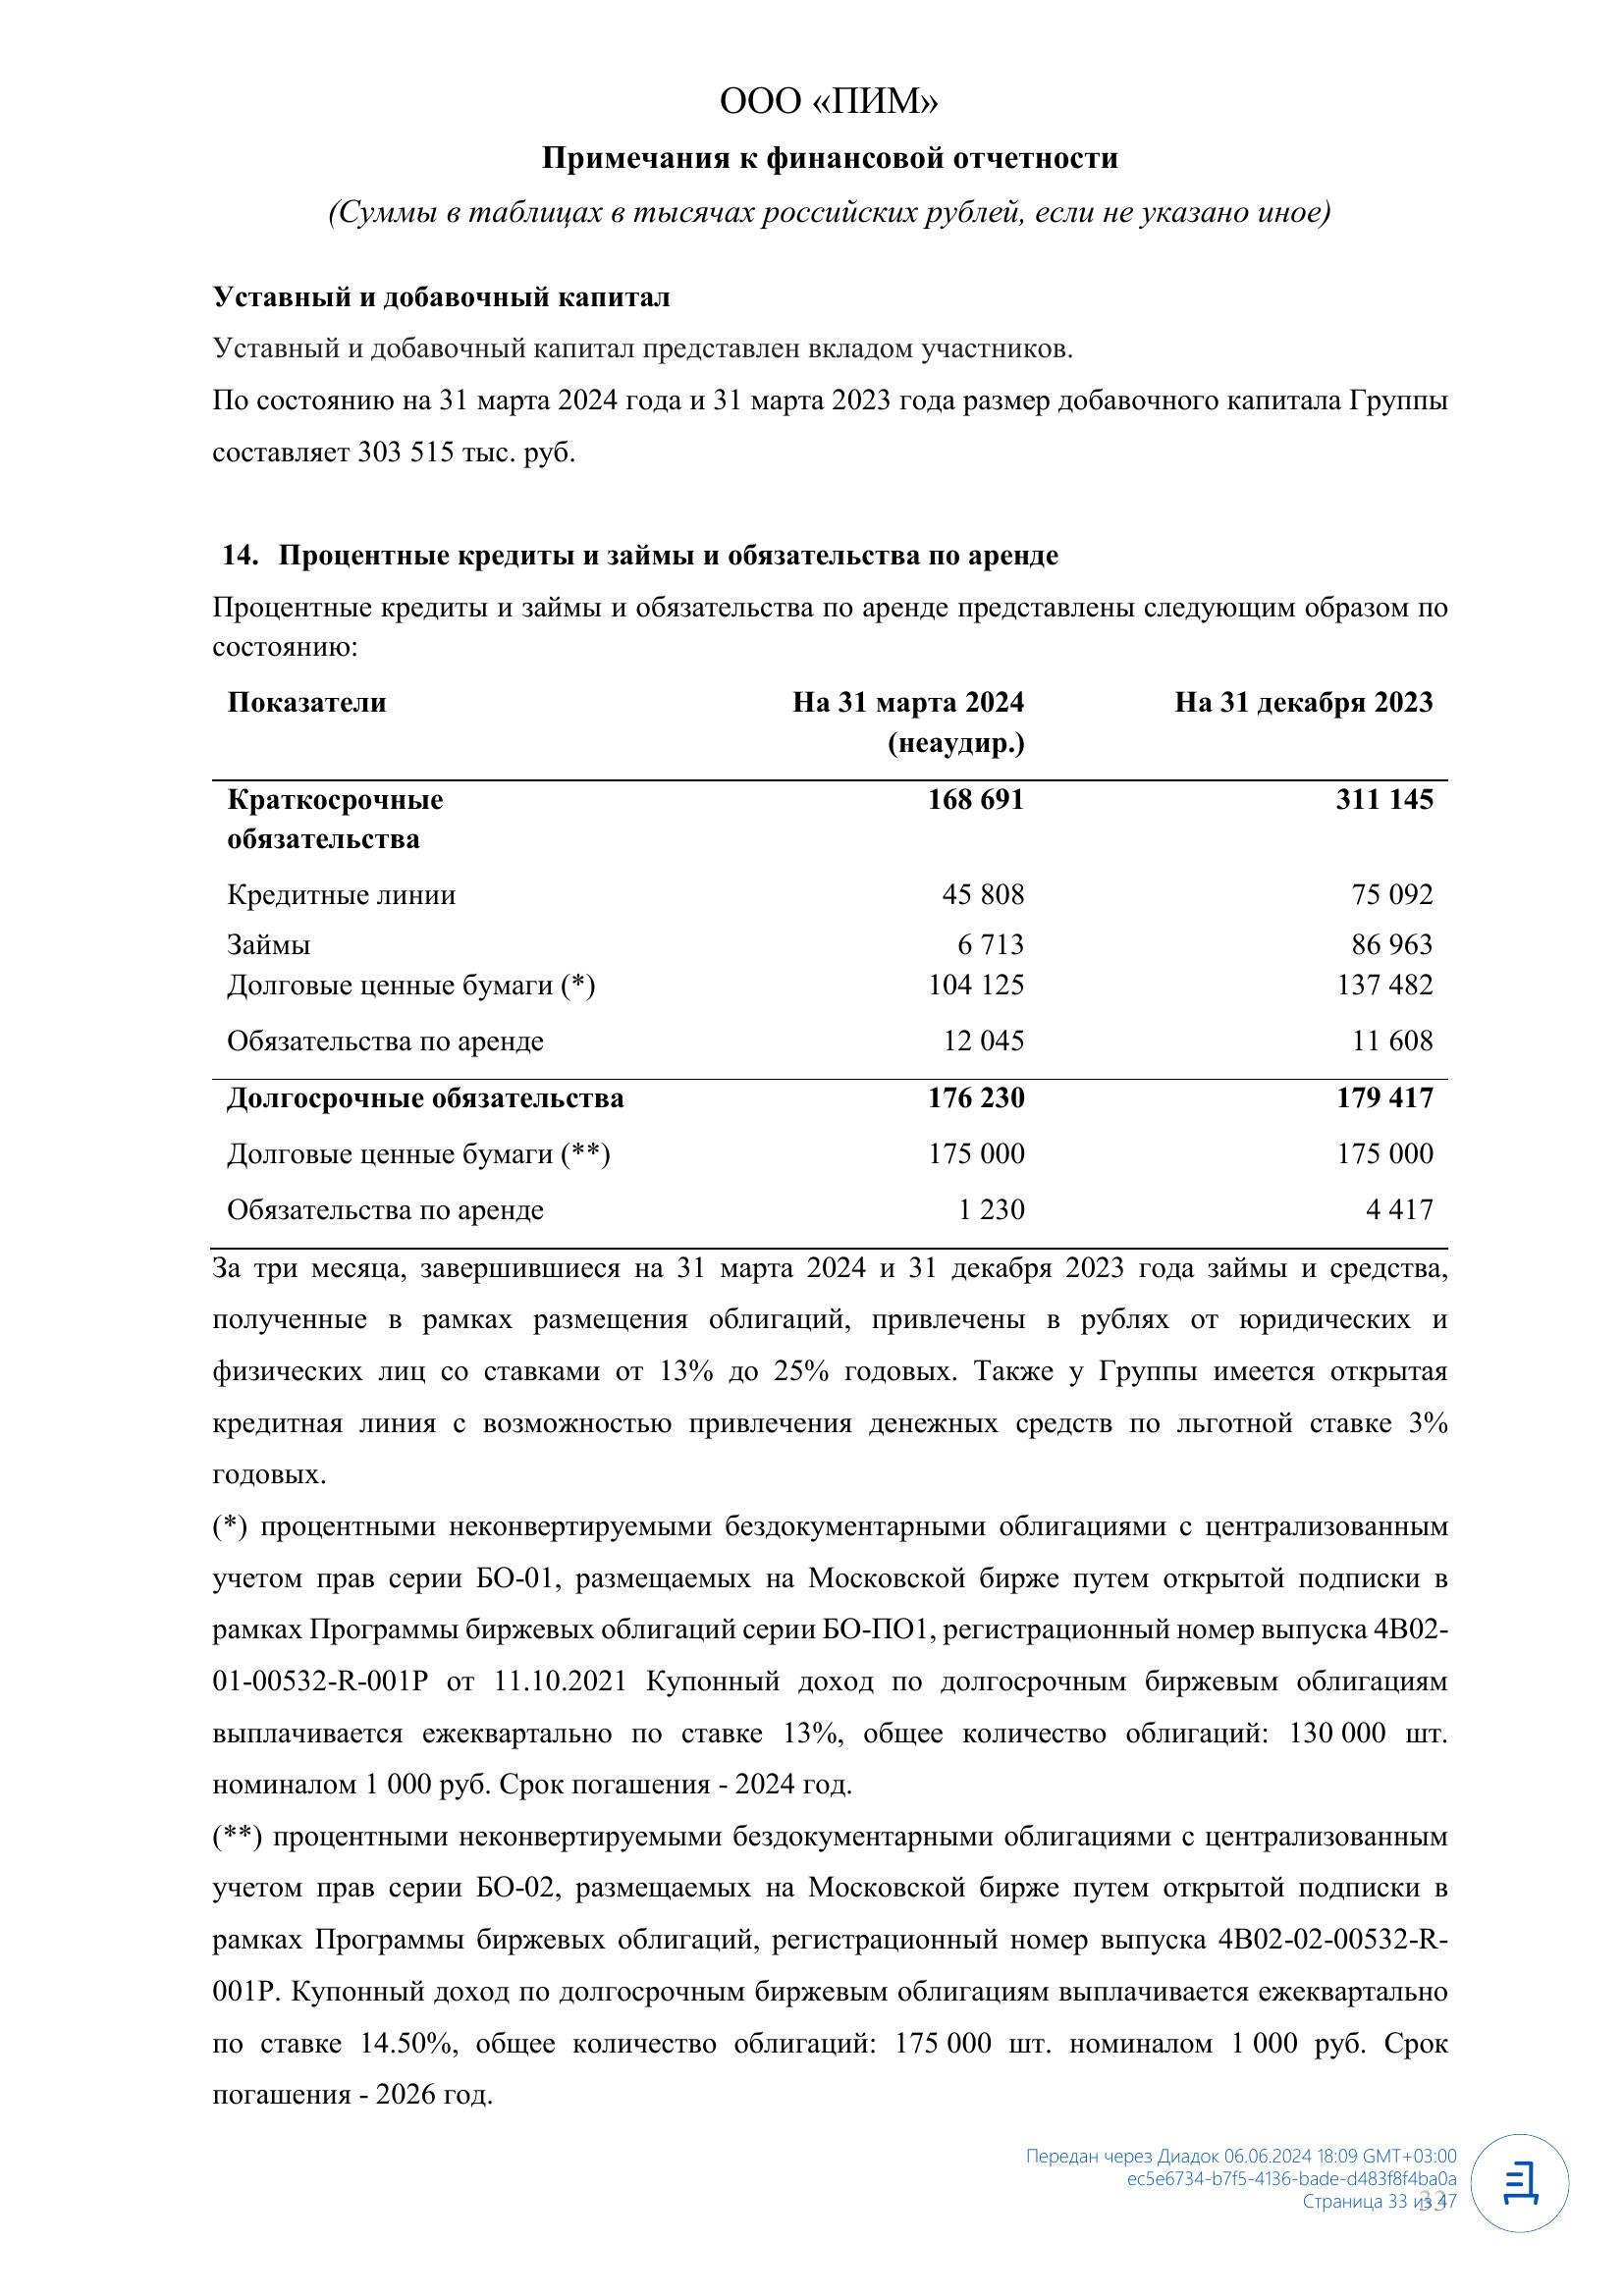 ООО «ПИМ»
Примечания к финансовой отчетности
(Суммы в таблицах в тысячах российских рублей, если не указано иное)
Уставный и добавочный капитал
Уставный и добавочный капитал представлен вкладом участников.
По состоянию на 31 марта 2024 года и 31 марта 2023 года размер добавочного капитала Группы
составляет 303 515 тыс. руб.
14. Процентные кредиты и займы и обязательства по аренде
Процентные кредиты и займы и обязательства по аренде представлены следующим образом по
состоянию:
Показатели На 31 марта 2024 На 31 декабря 2023
(неаудир.)
Краткосрочные 168 691 311 145
обязательства
Кредитные линии 45 808 75 092
Займы 6 713 86 963
Долговые ценные бумаги (*) 104 125 137 482
Обязательства по аренде 12 045 11 608
Долгосрочные обязательства 176 230 179 417
Долговые ценные бумаги (**) 175 000 175 000
Обязательства по аренде 1 230 4 417
За три месяца, завершившиеся на 31 марта 2024 и 31 декабря 2023 года займы и средства,
полученные в рамках размещения облигаций, привлечены в рублях от юридических и
физических лиц со ставками от 13% до 25% годовых. Также у Группы имеется открытая
кредитная линия с возможностью привлечения денежных средств по льготной ставке 3%
годовых.
(*) процентными неконвертируемыми бездокументарными облигациями с централизованным
учетом прав серии БО-01, размещаемых на Московской бирже путем открытой подписки в
рамках Программы биржевых облигаций серии БО-ПО1, регистрационный номер выпуска 4B02-
01-00532-R-001P от 11.10.2021 Купонный доход по долгосрочным биржевым облигациям
выплачивается ежеквартально по ставке 13%, общее количество облигаций: 130 000 шт.
номиналом 1 000 руб. Срок погашения - 2024 год.
(**) процентными неконвертируемыми бездокументарными облигациями с централизованным
учетом прав серии БО-02, размещаемых на Московской бирже путем открытой подписки в
рамках Программы биржевых облигаций, регистрационный номер выпуска 4B02-02-00532-R-
001P. Купонный доход по долгосрочным биржевым облигациям выплачивается ежеквартально
по ставке 14.50%, общее количество облигаций: 175 000 шт. номиналом 1 000 руб. Срок
погашения - 2026 год.
Передан через Диадок 06.06.2024 18:09 GMT+03:00
ec5e6734-b7f5-4136-bade-d483f8f4ba0a
Страница 33 из 47
33